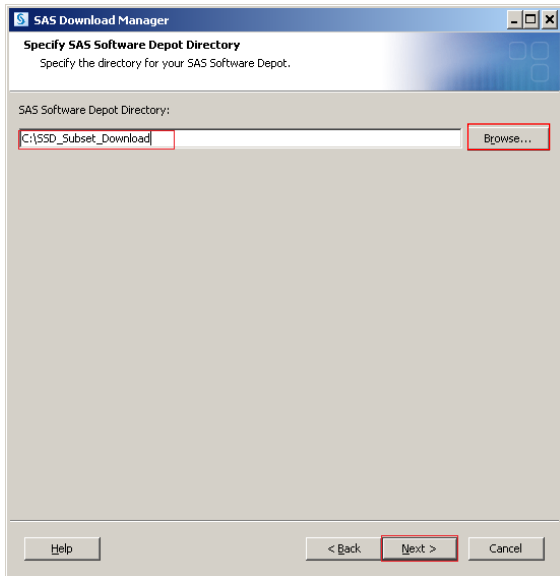 SAS Download Manager
Specify SAS Software Depot Directory
Specify the directory for your SAS Software Depot.
SAS Software Depot Directory:
C:\SSD_Subset_Download Browse...
Help < Back Next > Cancel